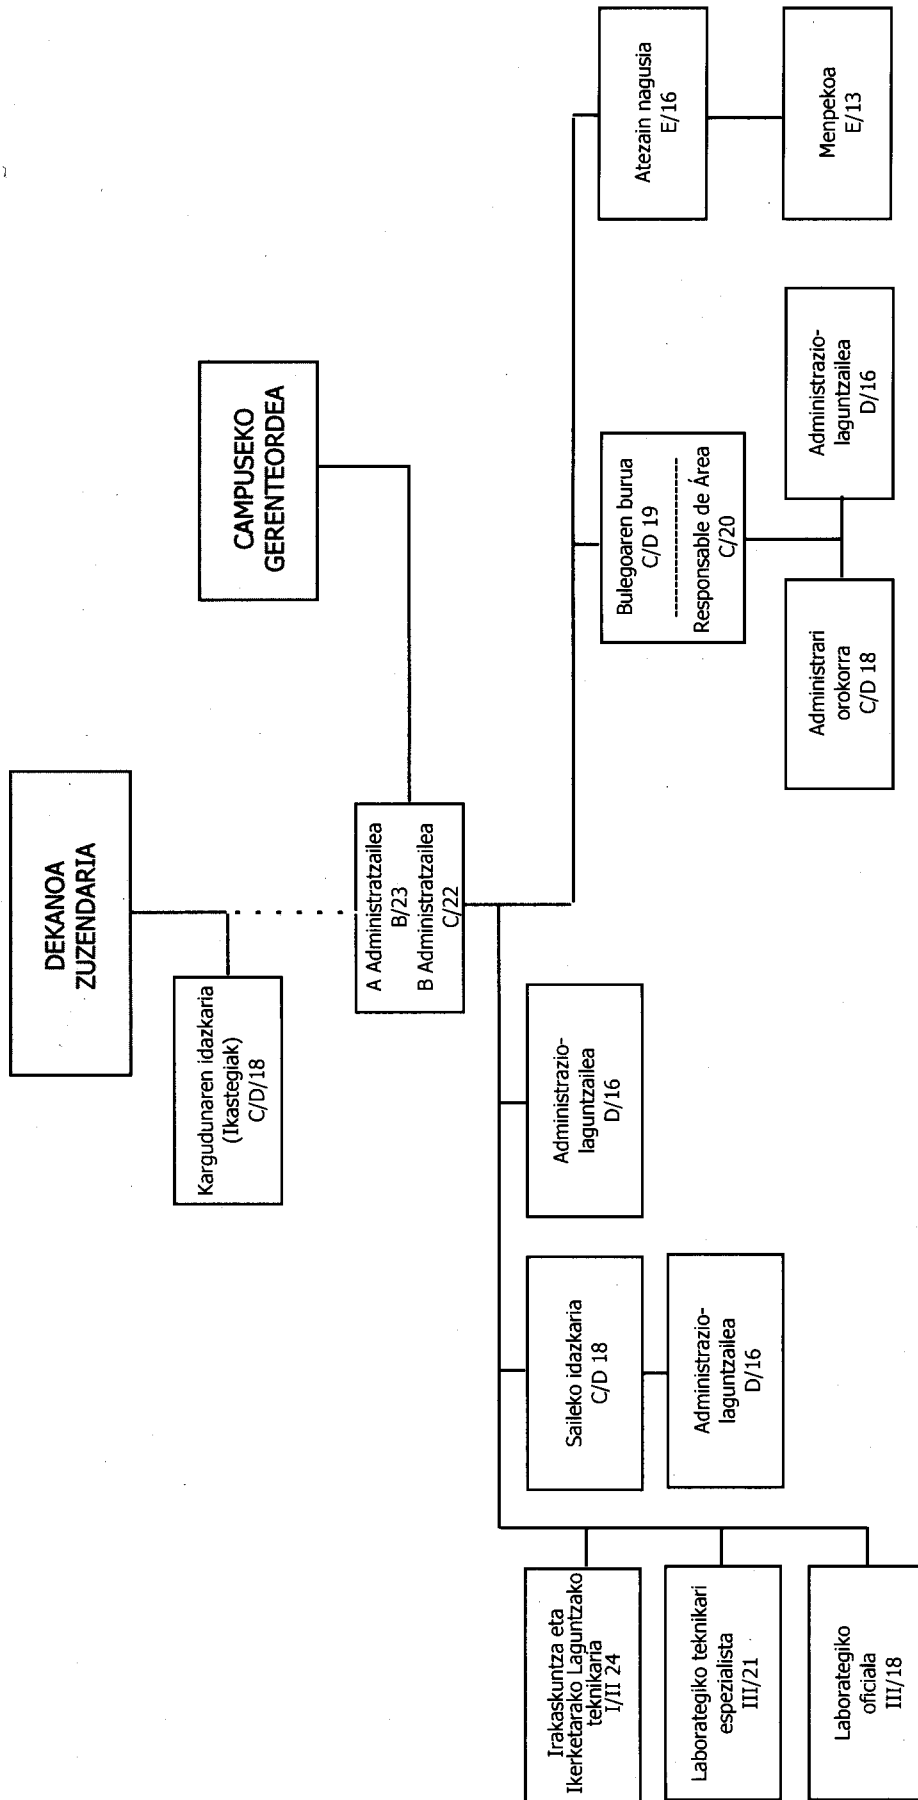 DEKANOA
ZUZENDARIA
CAMPUSEKO
GERENTEORDEA
Kargudunaren idazkaria
(Ikastegiak)
C/D/18
A Administratzailea
B/23
B Administratzailea
C/22
Irakaskuntza eta
Ikerketarako Laguntzako
teknikaria
I/II 24
Laborategiko teknikari
espezialista
III/21
Laborategiko
oficiala
III/18
Saileko idazkaria
C/D 18
Administrazio-
laguntzailea
D/16
Administrazio-
laguntzailea
D/16
Bulegoaren burua
C/D 19
Responsable de Área
C/20
Administrari
orokorra
C/D 18
Administrazio-
laguntzailea
D/16
Atezain nagusia
E/16
Menpekoa
E/13